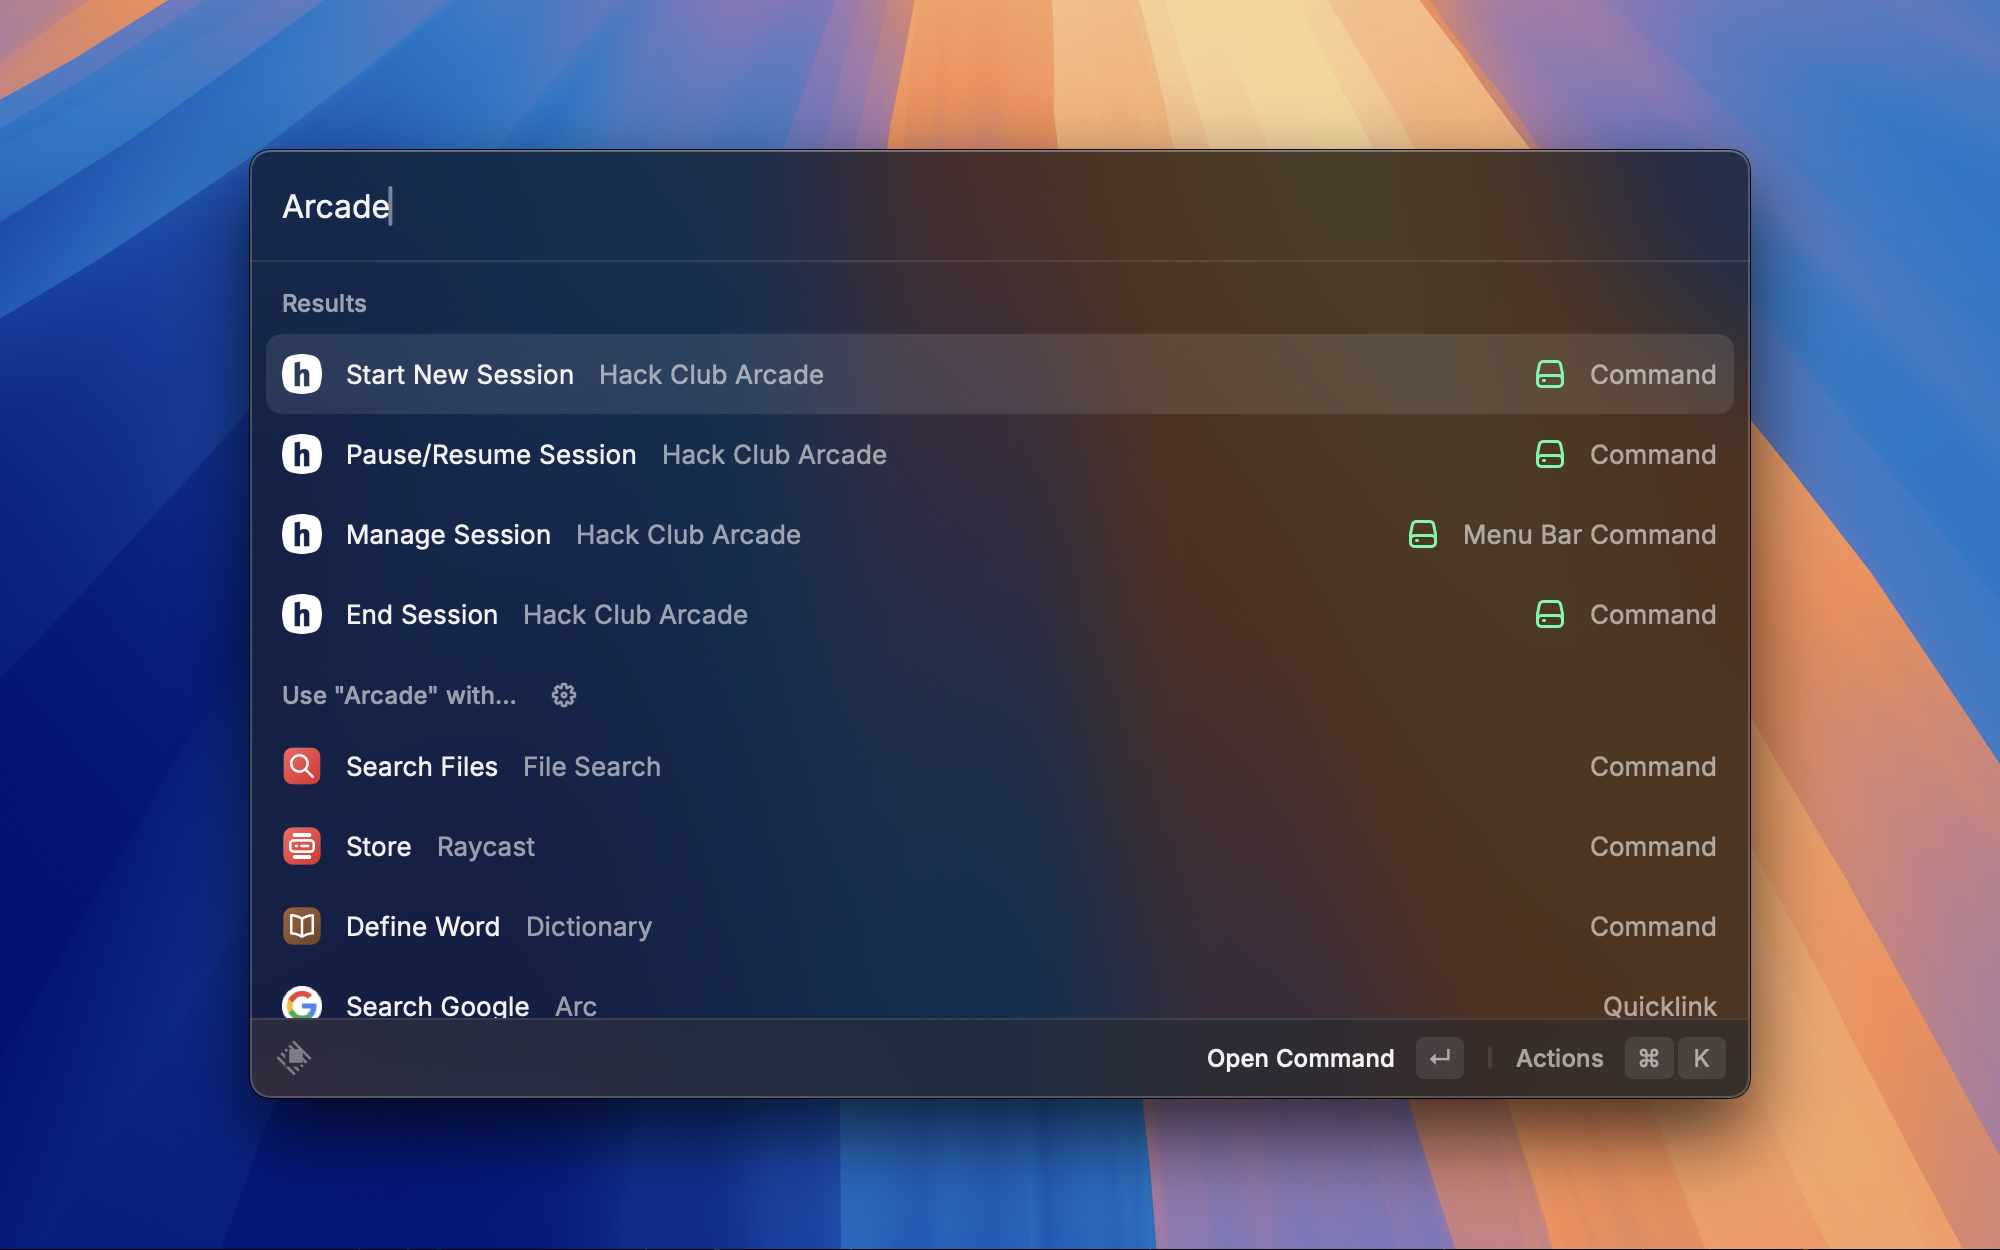 Arcade
Results
h Start New Session Hack Club Arcade Command
h Pause/Resume Session Hack Club Arcade Command
h Manage Session Hack Club Arcade Menu Bar Command
h End Session Hack Club Arcade Command
Use "Arcade" with...
Search Files File Search Command
Store Raycast Command
Define Word Dictionary Command
G Search Google Arc Quicklink
Open Command ↵ Actions ⌘ K